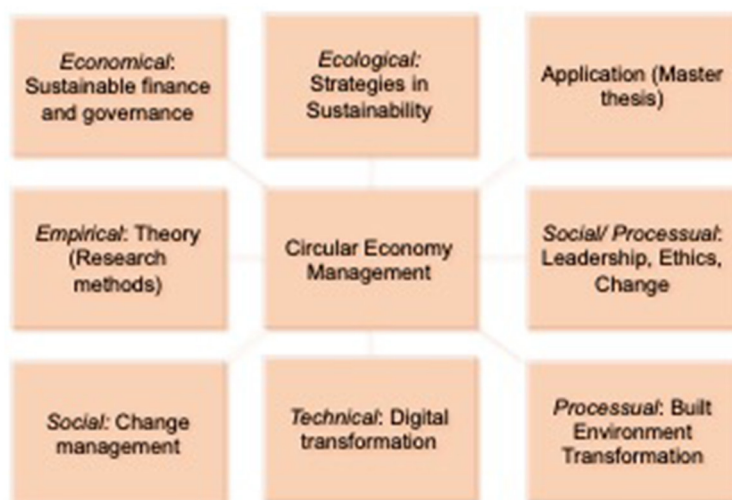 Economical:
Sustainable finance
and governance
Ecological:
Strategies in
Sustainability
Application (Master
thesis)
Empirical: Theory
(Research
methods)
Circular Economy
Management
Social/ Processual:
Leadership, Ethics,
Change
Social: Change
management
Technical: Digital
transformation
Processual: Built
Environment
Transformation